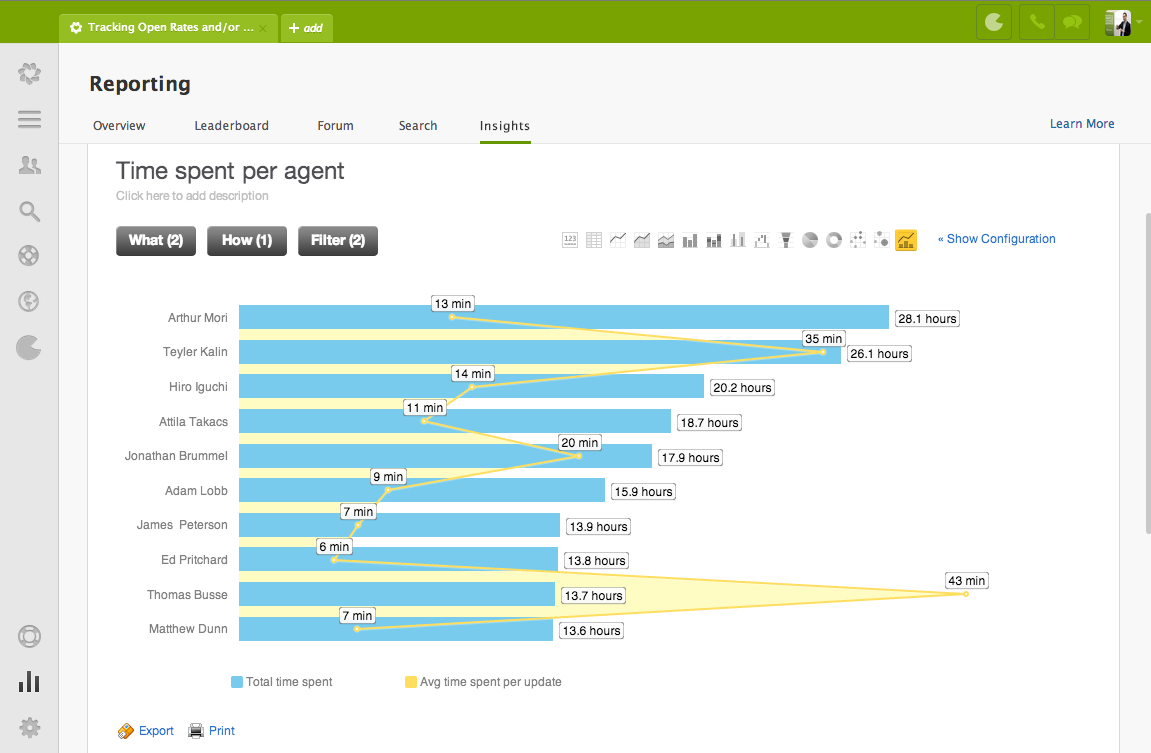 Tracking Open Rates and/or ...
+ add
Reporting
Overview Leaderboard Forum Search Insights Learn More
Time spent per agent
Click here to add description
What (2) How (1) Filter (2) 123 « Show Configuration
13 min
Arthur Mori 28.1 hours
35 min
Teyler Kalin 26.1 hours
14 min
Hiro Iguchi 20.2 hours
11 min
Attila Takacs 18.7 hours
20 min
Jonathan Brummel 17.9 hours
9 min
Adam Lobb 15.9 hours
7 min
James Peterson 13.9 hours
6 min
Ed Pritchard 13.8 hours
43 min
Thomas Busse 13.7 hours
7 min
Matthew Dunn 13.6 hours
Total time spent Avg time spent per update
Export Print